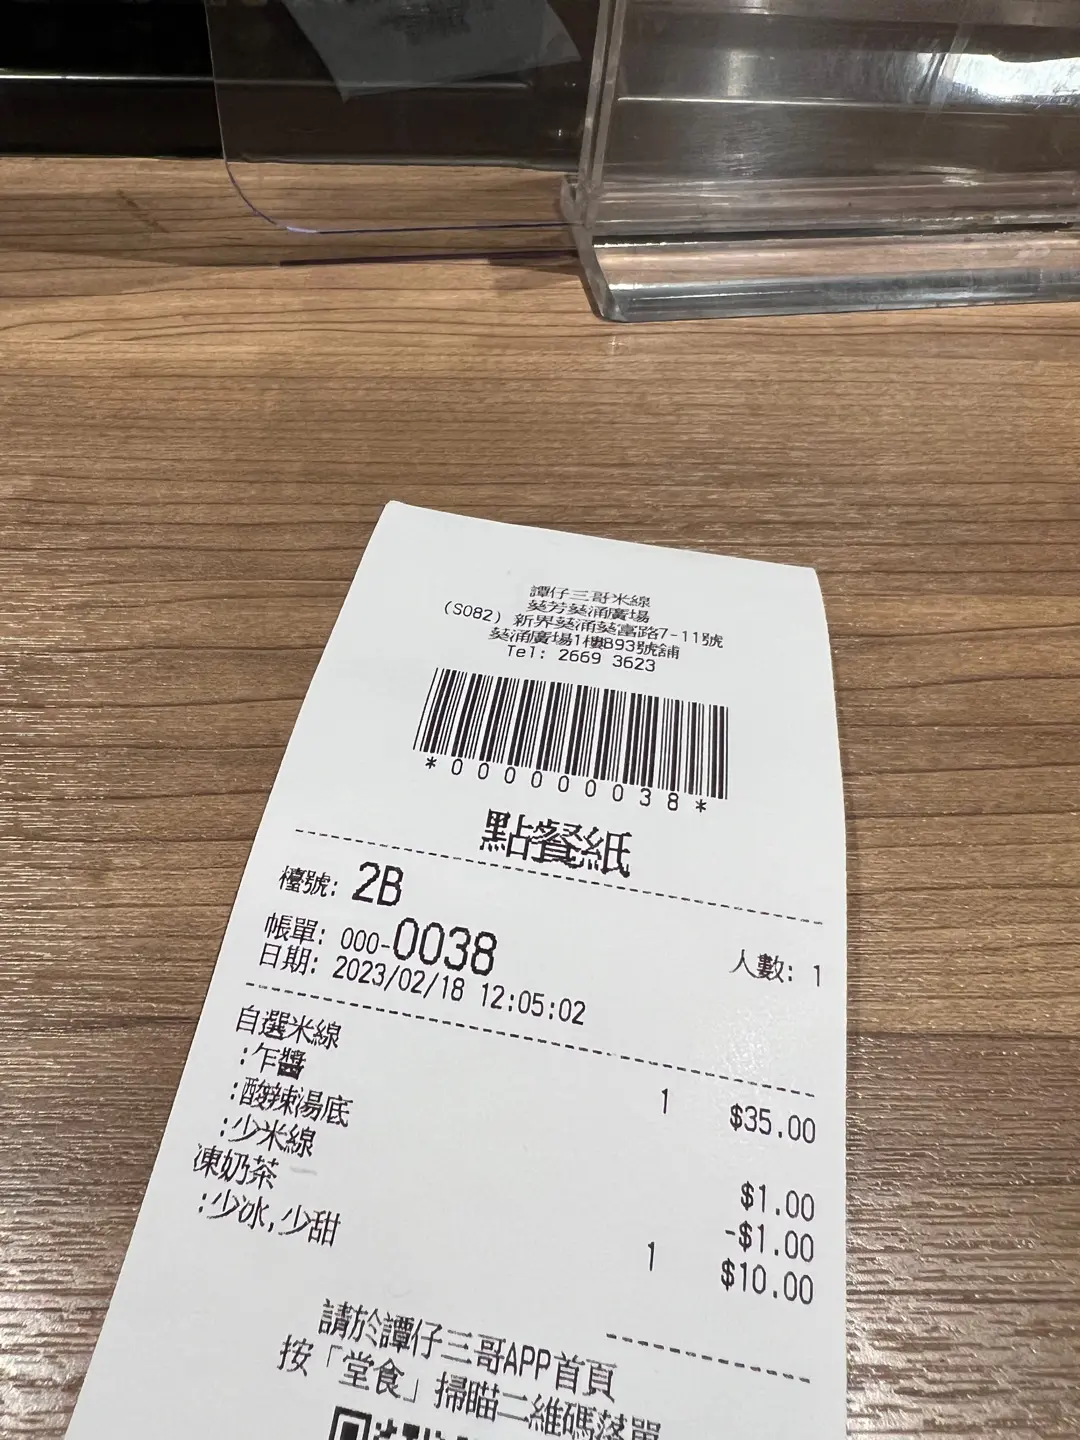 譚仔三哥米線
葵芳葵涌廣場
(S082) 新界葵涌葵富路7-11號
葵涌廣場1樓B93號舖
Tel: 2669 3623
*000000038*
點餐紙
檯號: 2B
帳單: 000-0038 人數: 1
日期: 2023/02/18 12:05:02
自選米線 1 $35.00
:乍醬
:酸辣湯底 $1.00
:少米線 -$1.00
凍奶茶 1 $10.00
:少冰,少甜
請於譚仔三哥APP首頁
按「堂食」掃瞄二維碼落單